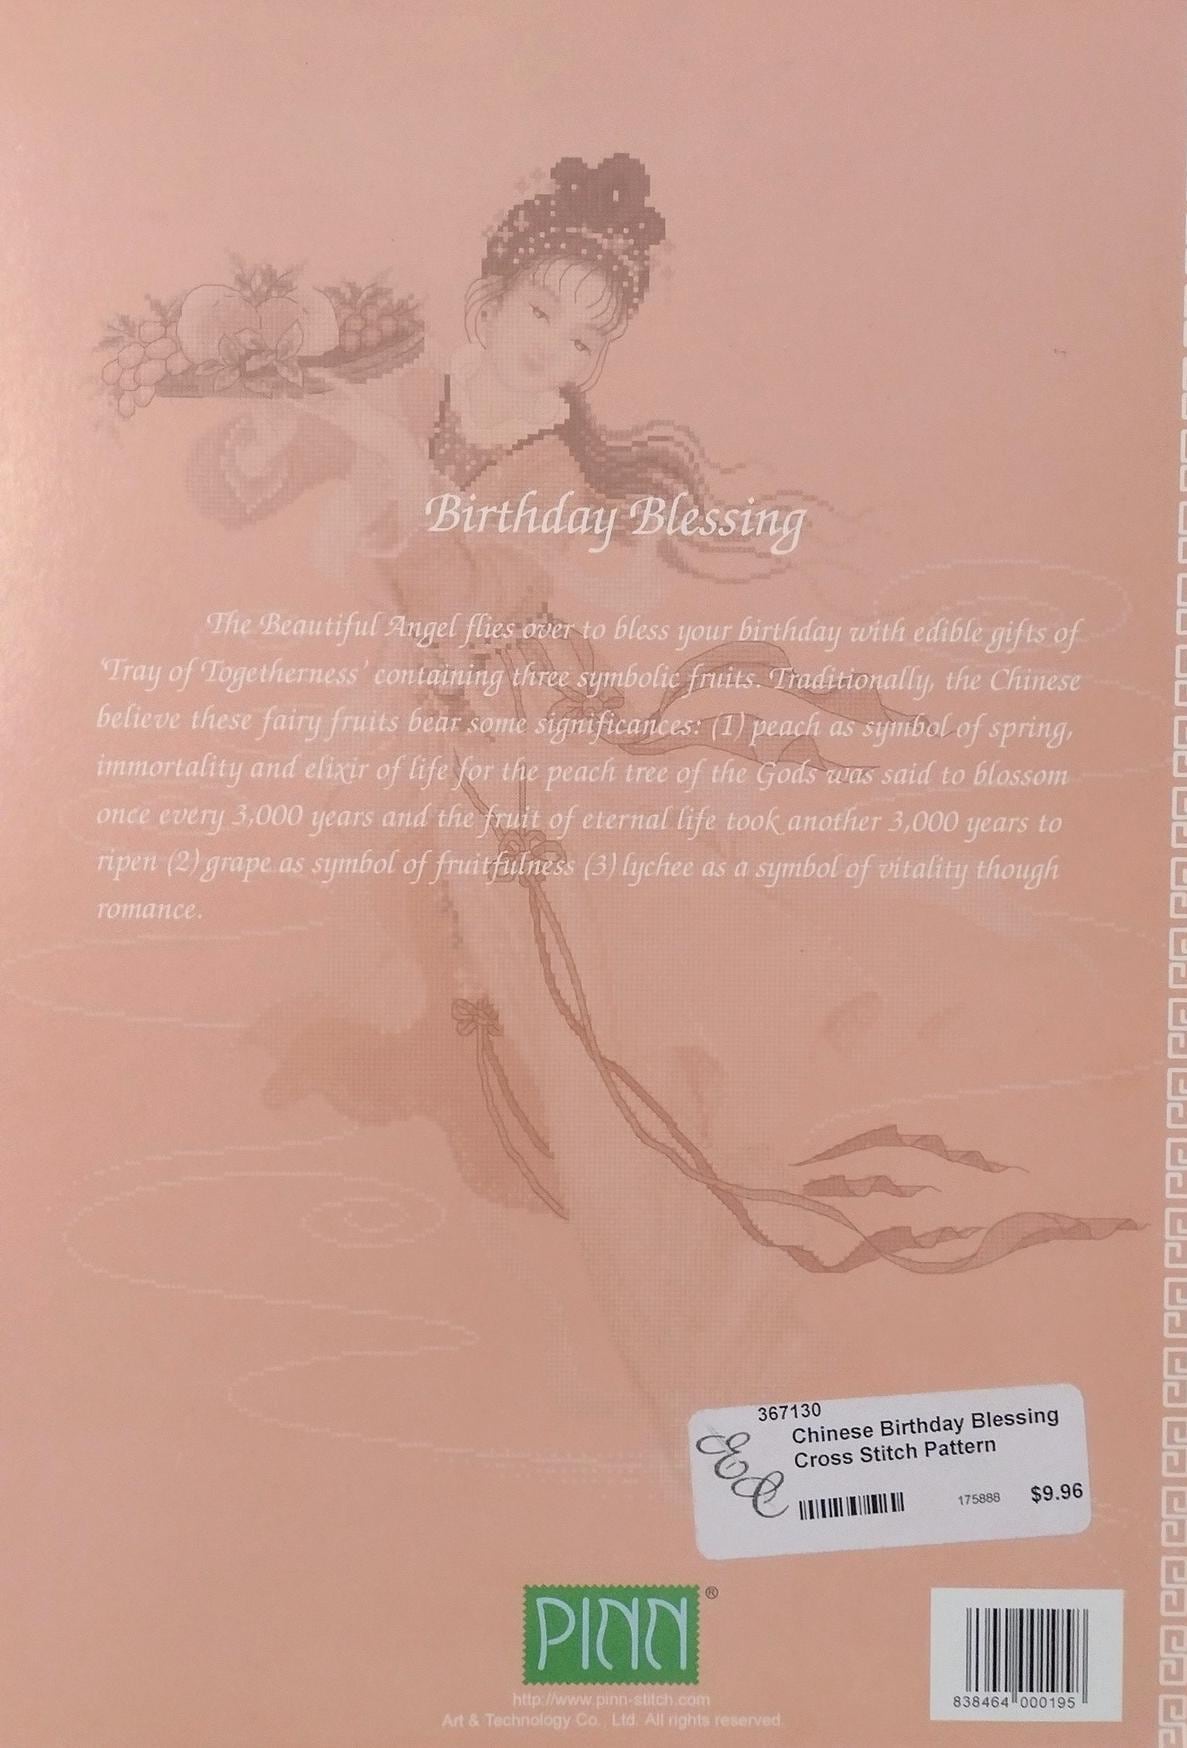 Birthday Blessing
The Beautiful Angel flies over to bless your birthday with edible gifts of
'Tray of Togetherness' containing three symbolic fruits. Traditionally, the Chinese
believe these fairy fruits bear some significances: (1) peach as symbol of spring,
immortality and elixir of life for the peach tree of the Gods was said to blossom
once every 3,000 years and the fruit of eternal life took another 3,000 years to
ripen (2) grape as symbol of fruitfulness (3) lychee as a symbol of vitality though
romance.
367130
EC
Chinese Birthday Blessing
Cross Stitch Pattern
175888 $9.96
PINN ®
http://www.pinn-stitch.com
Art & Technology Co., Ltd. All rights reserved.
838464 000195